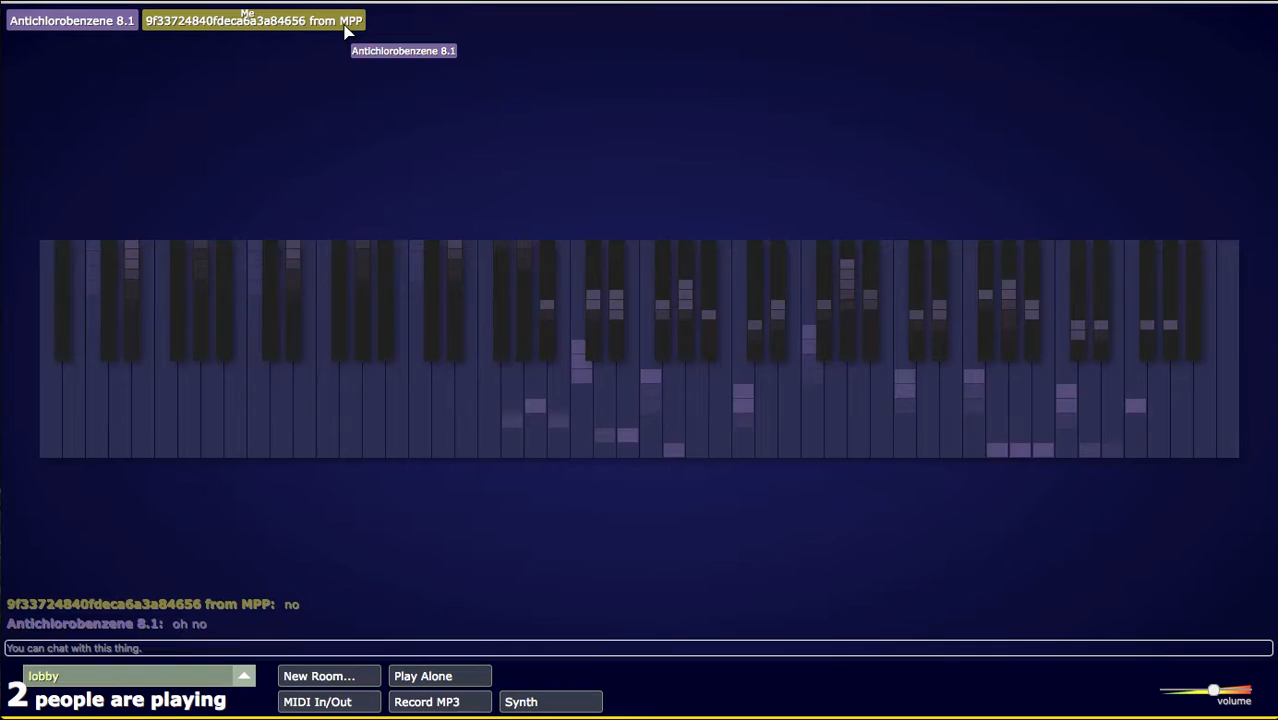 Me
Antichlorobenzene 8.1
9f33724840fdeca6a3a84656 from MPP
Antichlorobenzene 8.1
9f33724840fdeca6a3a84656 from MPP: no
Antichlorobenzene 8.1: oh no
You can chat with this thing.
lobby
New Room...
Play Alone
2 people are playing
MIDI In/Out
Record MP3
Synth
volume